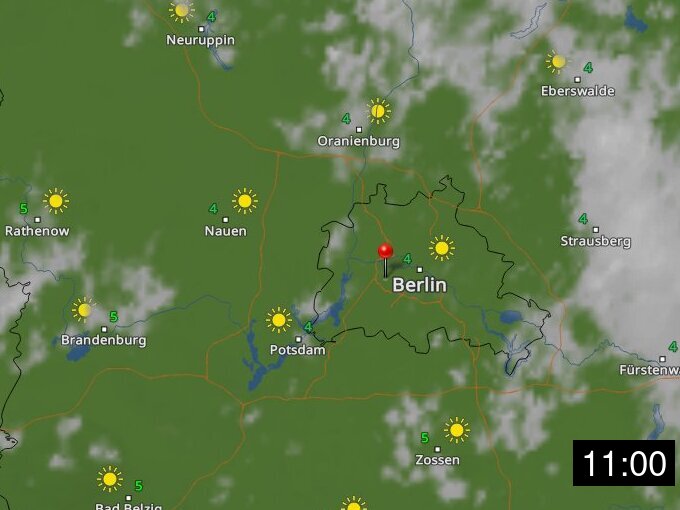 4
Neuruppin
4
Eberswalde
4
Oranienburg
5
Rathenow
4
Nauen
4
Strausberg
4
Berlin
5
Brandenburg
4
Potsdam
4
Fürstenwa
5
Zossen
11:00
5
Bad Belzig